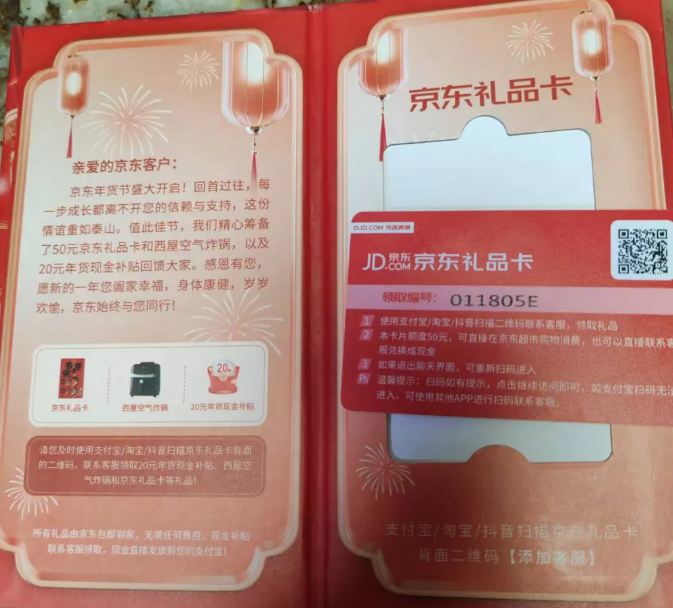 亲爱的京东客户：
京东年货节盛大开启！回首过往，每
一步成长都离不开您的信赖与支持，这份
情谊重如泰山。值此佳节，我们精心筹备
了50元京东礼品卡和西屋空气炸锅，以及
20元年货现金补贴回馈大家。感恩有您，
愿新的一年您阖家幸福，身体康健，岁岁
欢愉，京东始终与您同行！
20
京东礼品卡
西屋空气炸锅
20元年货现金补贴
请您及时使用支付宝/淘宝/抖音扫描京东礼品卡背面
的二维码，联系客服领取20元年货现金补贴、西屋空
气炸锅和京东礼品卡等礼品！
所有礼品由京东包邮到家，无需任何费用，现金补贴
联系客服领取，现金直接发放到您的支付宝！
京东礼品卡
JD.COM
JD京东.COM 京东礼品卡
领取编号： 011805E
1 使用支付宝/淘宝/抖音扫描二维码联系客服，领取礼品
2 本卡片额度50元，可直接在京东超市购物消费，也可以直接联系客
服兑换成现金
3 如果退出聊天界面，可重新扫码进入
Ps 温馨提示：扫码如有提示，点击继续访问即可，如支付宝扫码无法
进入，可使用其他APP进行扫码联系客服。
支付宝/淘宝/抖音扫描京东礼品卡
背面二维码【添加客服】